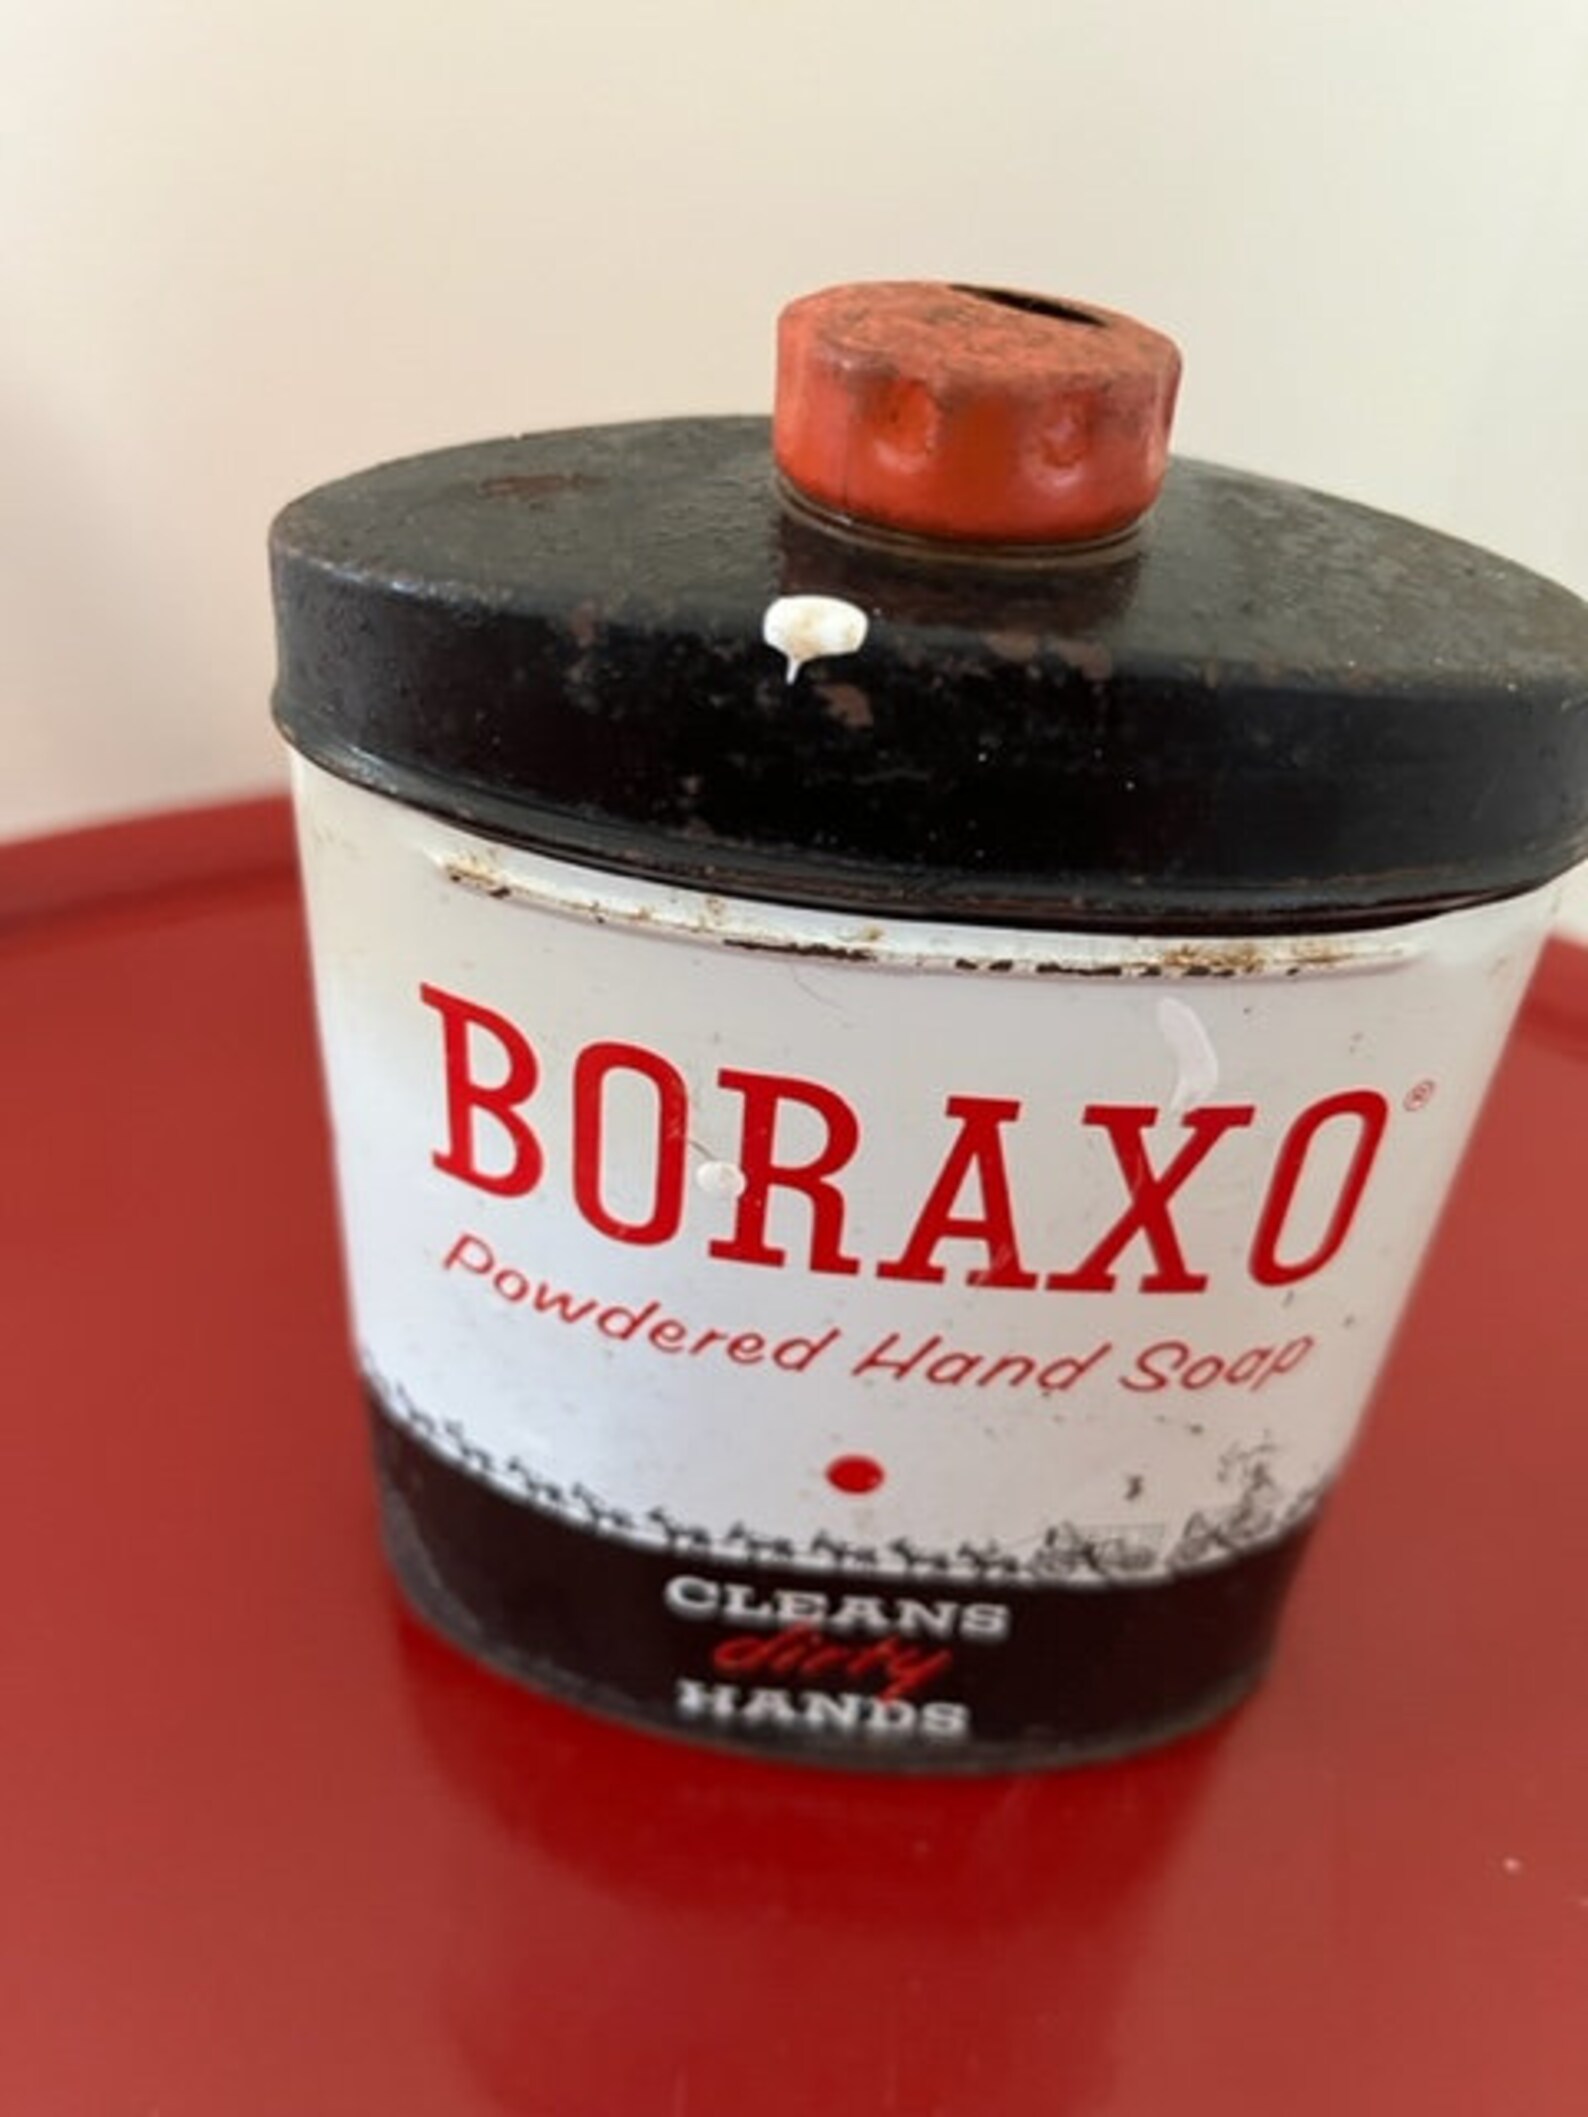 BORAXO®
Powdered Hand Soap
CLEANS
dirty
HANDS